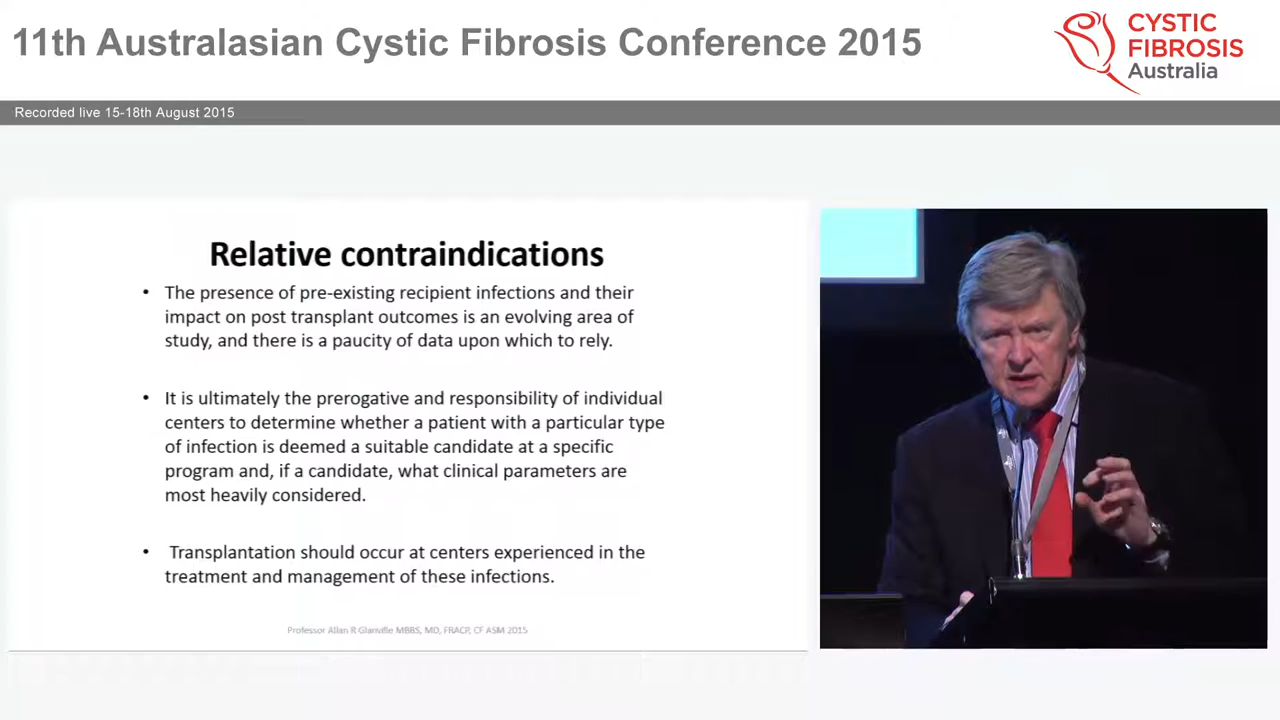 11th Australasian Cystic Fibrosis Conference 2015
CYSTIC
FIBROSIS
Australia
Recorded live 15-18th August 2015
Relative contraindications
• The presence of pre-existing recipient infections and their
impact on post transplant outcomes is an evolving area of
study, and there is a paucity of data upon which to rely.
• It is ultimately the prerogative and responsibility of individual
centers to determine whether a patient with a particular type
of infection is deemed a suitable candidate at a specific
program and, if a candidate, what clinical parameters are
most heavily considered.
• Transplantation should occur at centers experienced in the
treatment and management of these infections.
Professor Allan R Glanville MBBS, MD, FRACP, CF ASM 2015